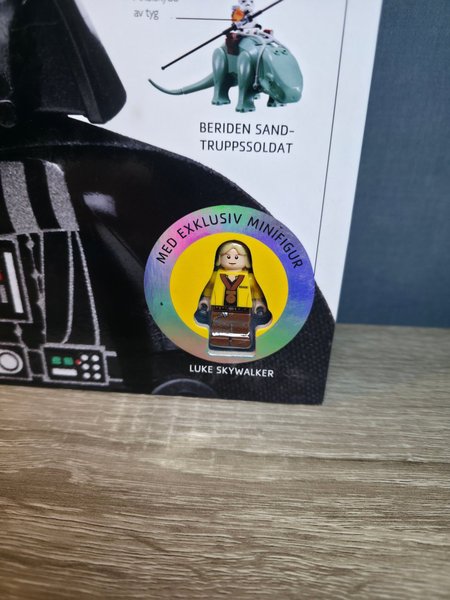 av tyg
BERIDEN SAND-
TRUPPSSOLDAT
MED EXKLUSIV MINIFIGUR
LUKE SKYWALKER